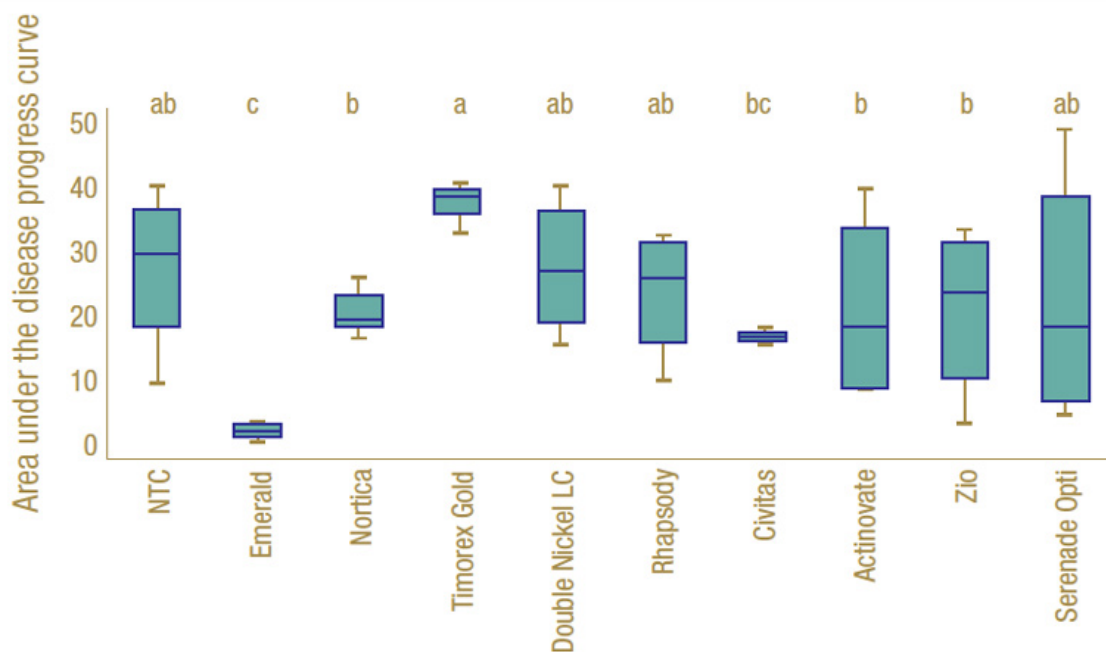 Area under the disease progress curve
ab c b a ab ab bc b b ab
50
40
30
20
10
0
NTC
Emerald
Nortica
Timorex Gold
Double Nickel LC
Rhapsody
Civitas
Actinovate
Zio
Serenade Opti